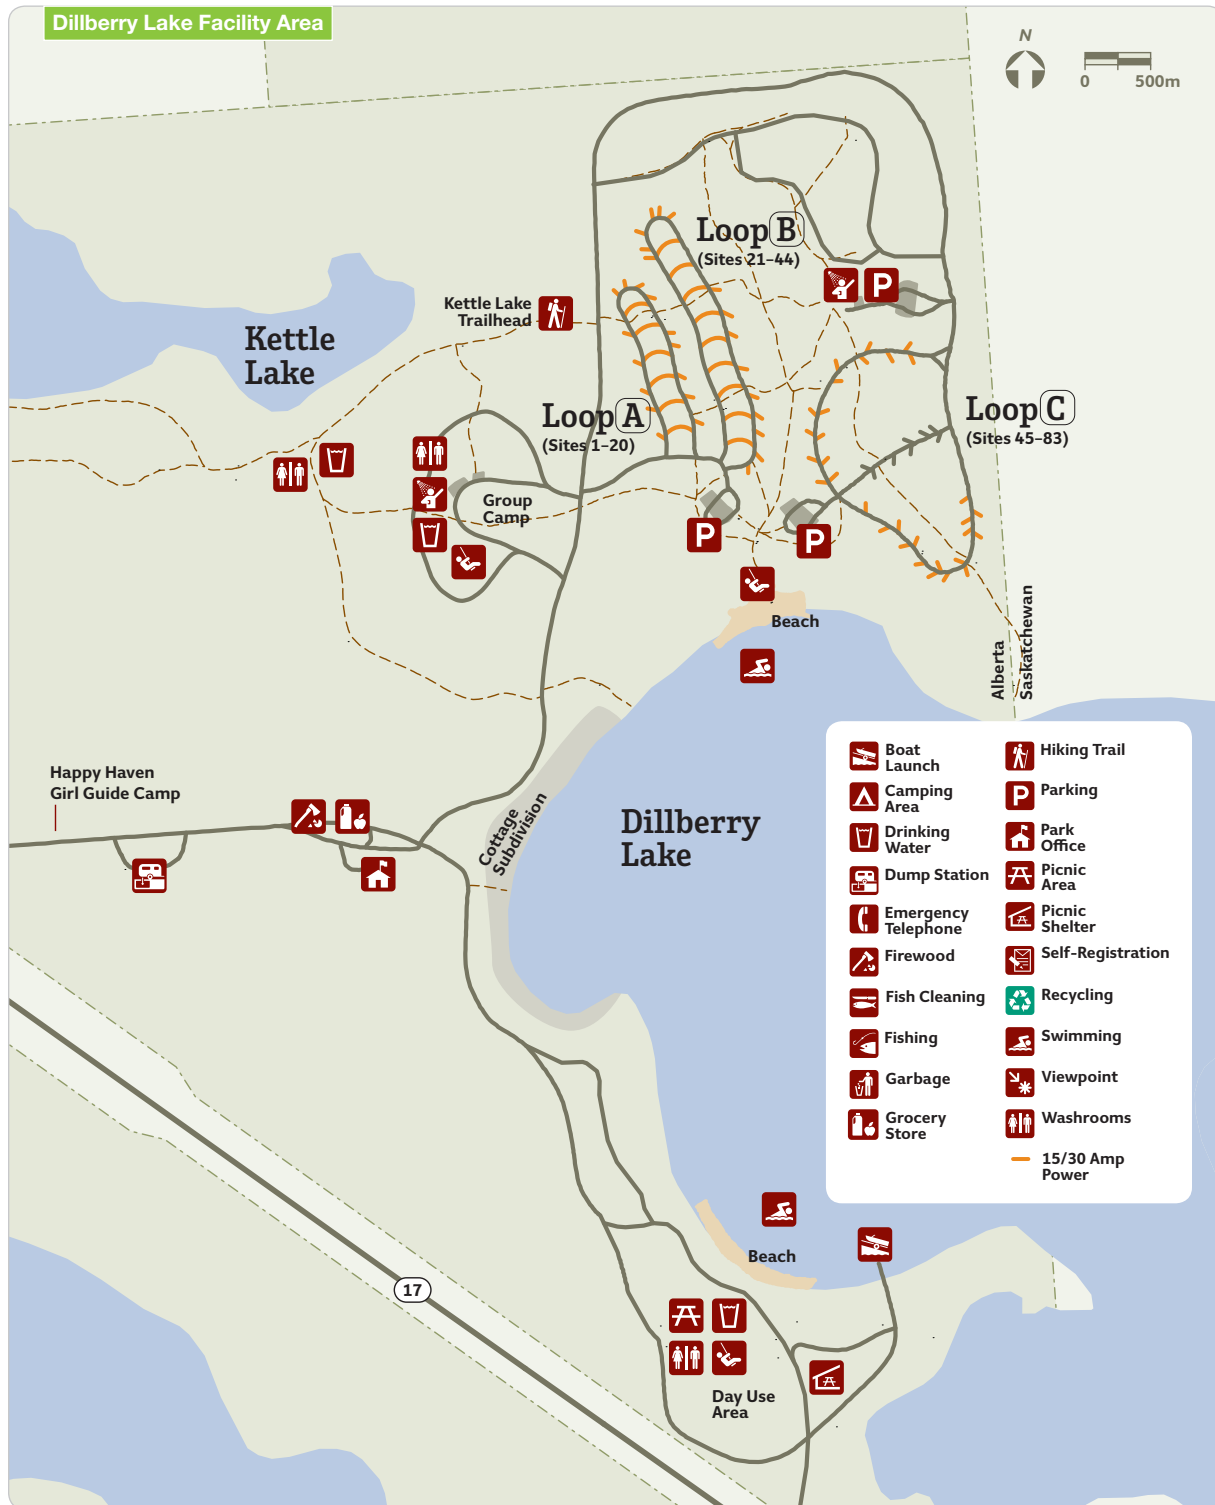 Dillberry Lake Facility Area
N
0 500m
Loop B
(Sites 21–44)
Kettle Lake
Trailhead
Kettle
Lake
Loop A
(Sites 1–20)
Loop C
(Sites 45–83)
Group
Camp
P
P
P
Beach
Alberta
Saskatchewan
Happy Haven
Girl Guide Camp
Cottage
Subdivision
Dillberry
Lake
Boat
Launch
Camping
Area
Drinking
Water
Dump Station
Emergency
Telephone
Firewood
Fish Cleaning
Fishing
Garbage
Grocery
Store
Hiking Trail
P Parking
Park
Office
Picnic
Area
Picnic
Shelter
Self-Registration
Recycling
Swimming
Viewpoint
Washrooms
15/30 Amp
Power
Beach
17
Day Use
Area